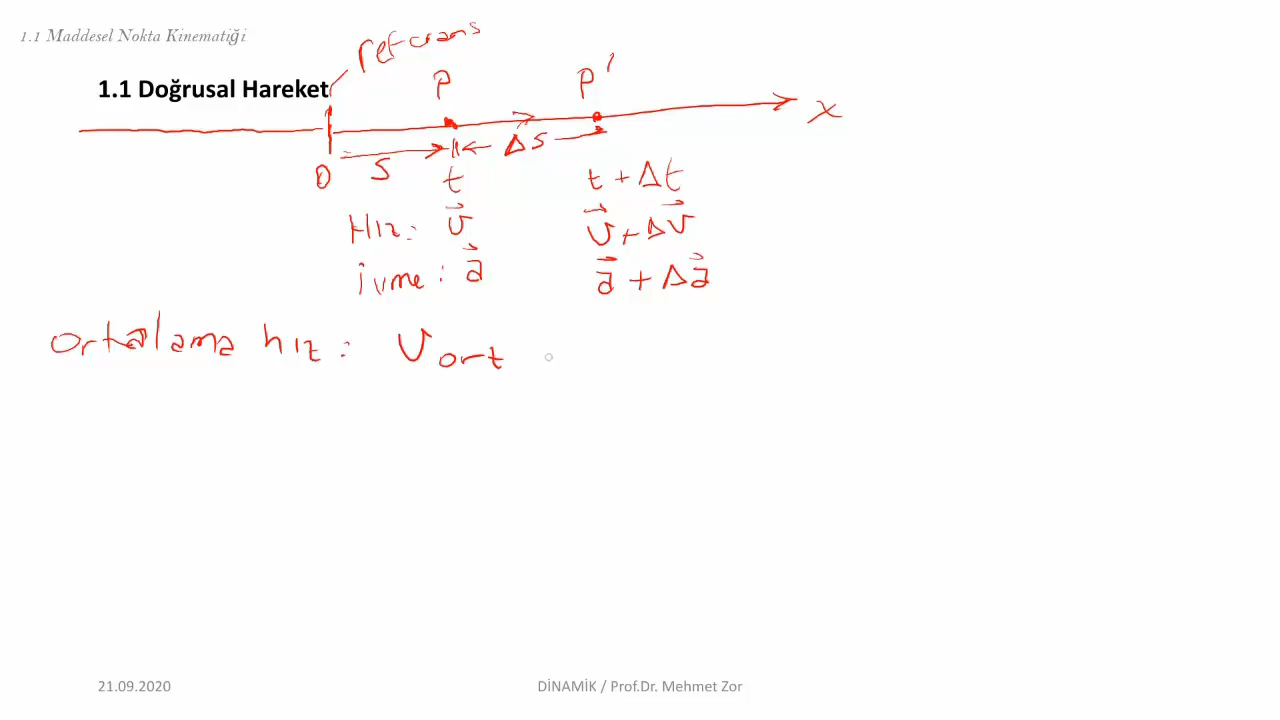 1.1 Maddesel Nokta Kinematiği
referans
1.1 Doğrusal Hareket
P P'
x
O S Δs
t t + Δt
Hız: v⃗ v⃗ + Δv⃗
ivme: a⃗ a⃗ + Δa⃗
Ortalama hız: Vort
21.09.2020 DİNAMİK / Prof.Dr. Mehmet Zor